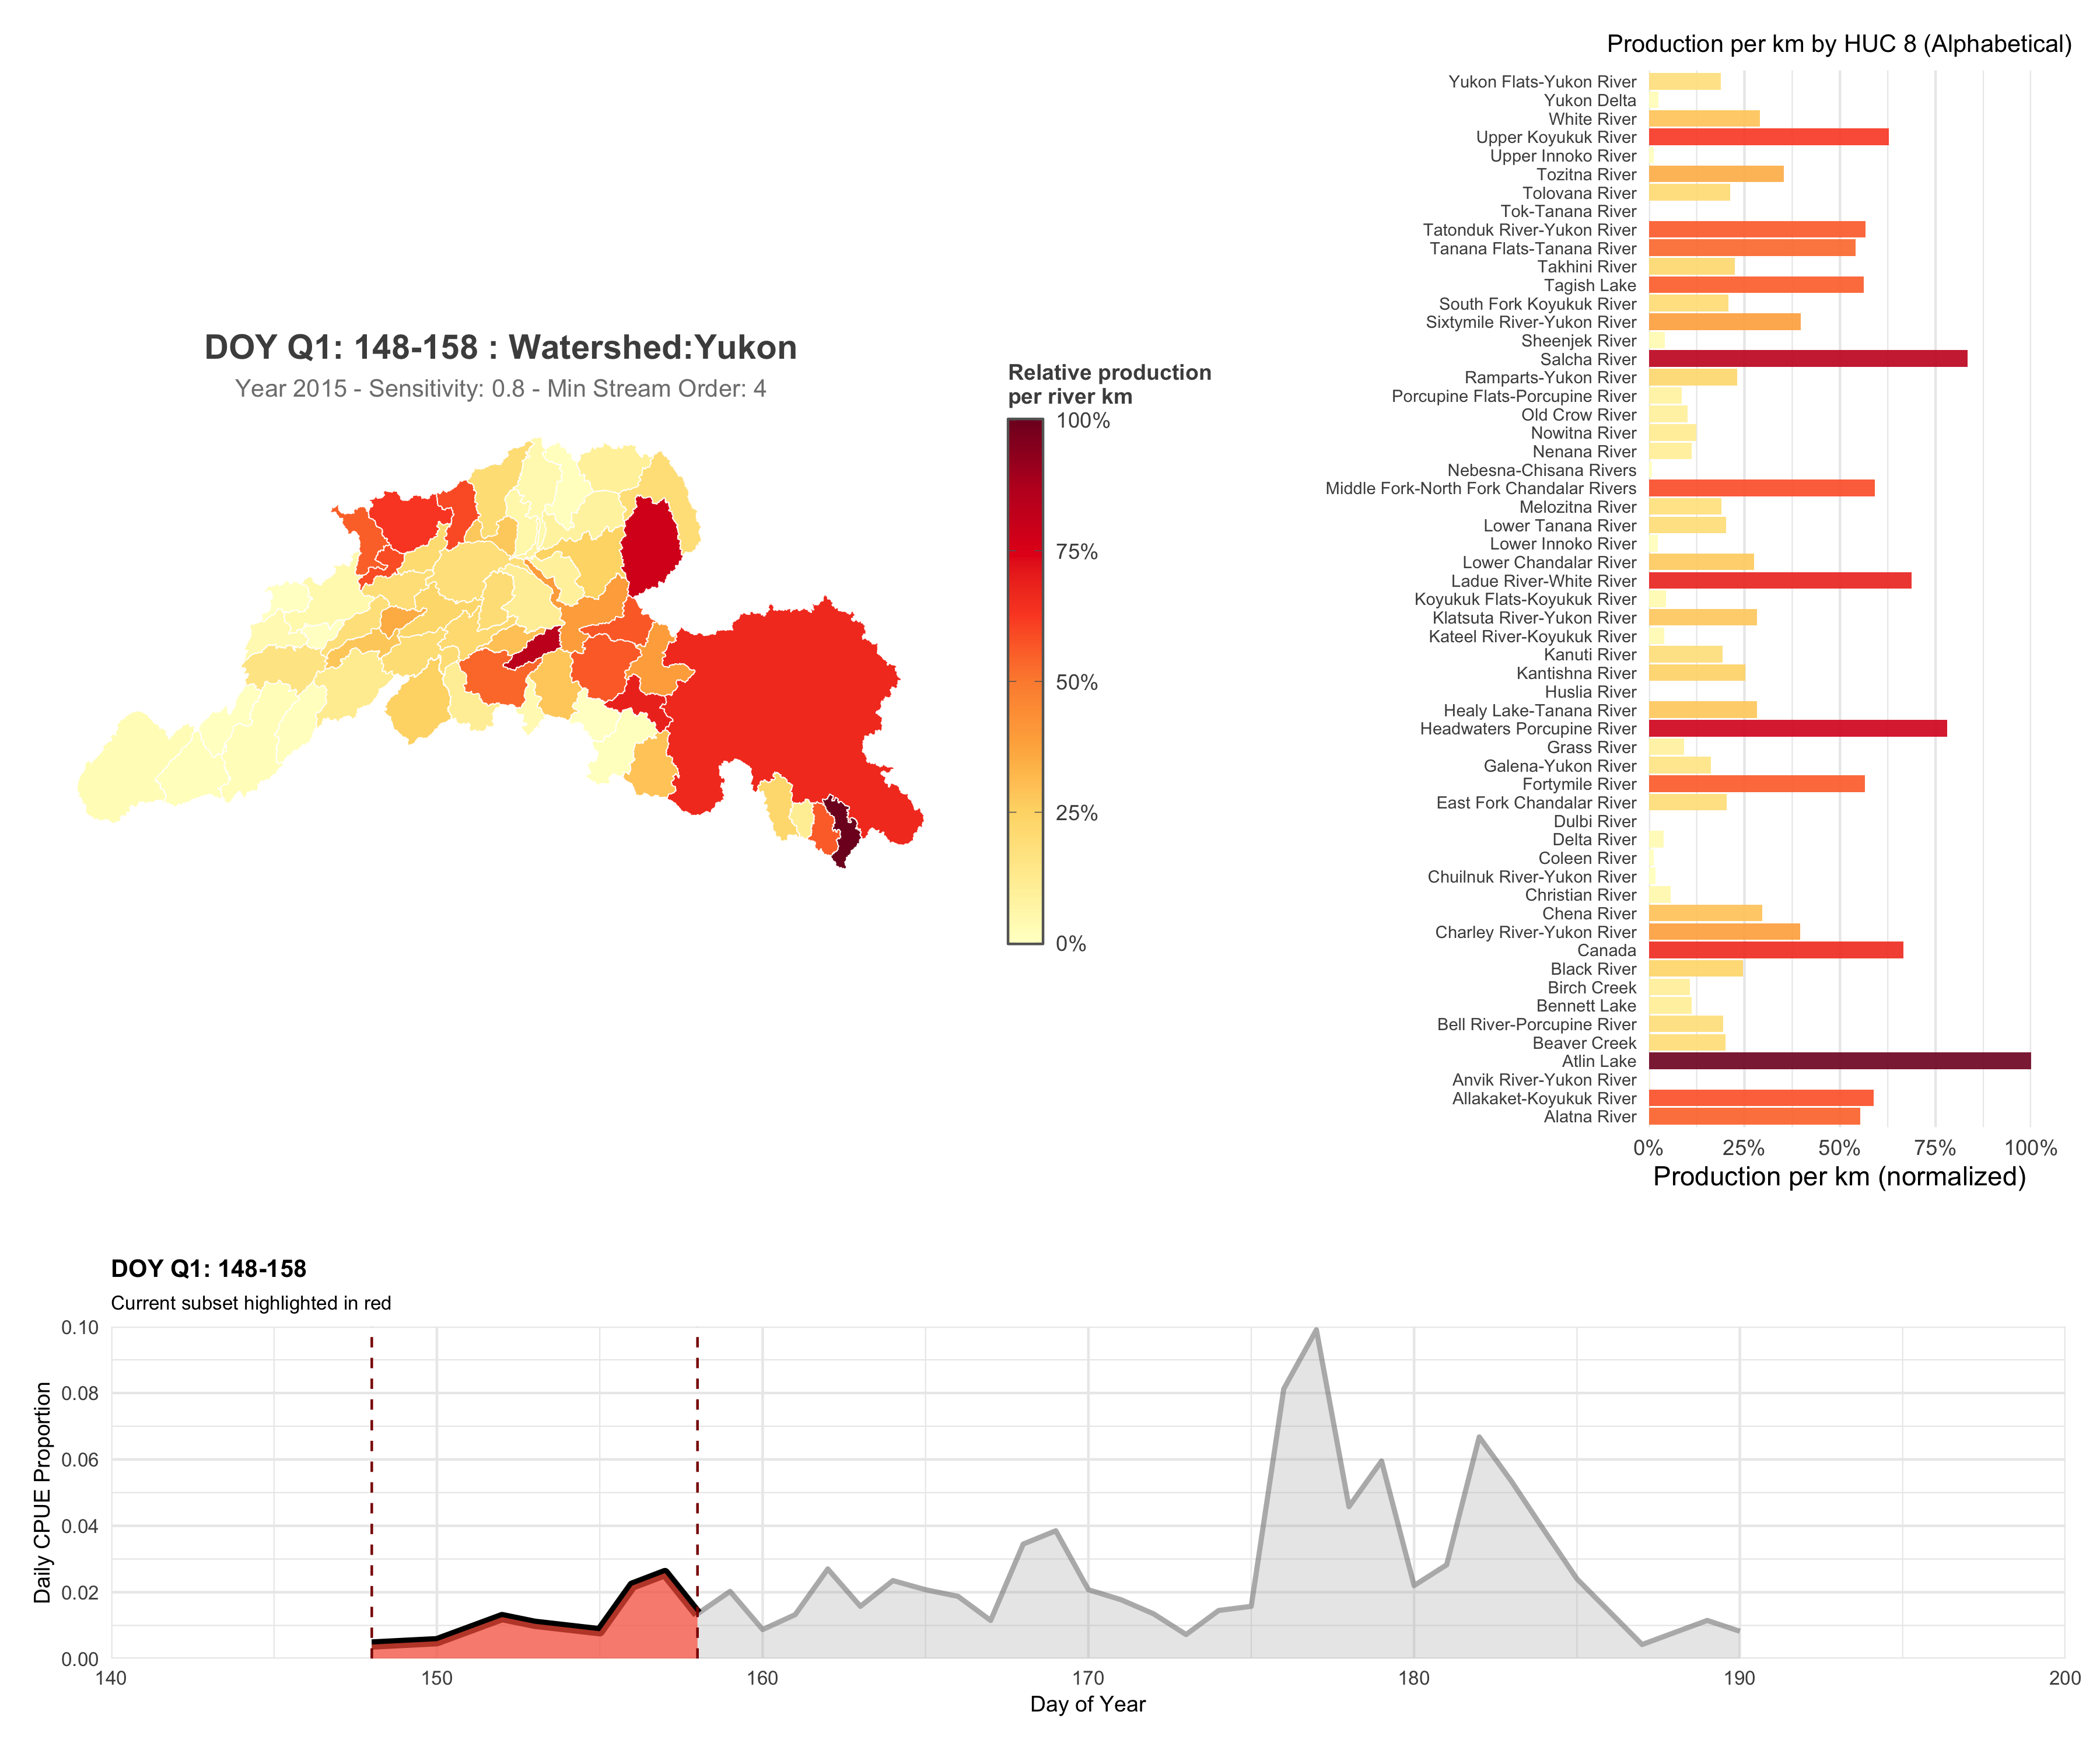 DOY Q1: 148-158 : Watershed:Yukon
Year 2015 - Sensitivity: 0.8 - Min Stream Order: 4
Relative production
per river km
100%
75%
50%
25%
0%
Production per km by HUC 8 (Alphabetical)
Yukon Flats-Yukon River
Yukon Delta
White River
Upper Koyukuk River
Upper Innoko River
Tozitna River
Tolovana River
Tok-Tanana River
Tatonduk River-Yukon River
Tanana Flats-Tanana River
Takhini River
Tagish Lake
South Fork Koyukuk River
Sixtymile River-Yukon River
Sheenjek River
Salcha River
Ramparts-Yukon River
Porcupine Flats-Porcupine River
Old Crow River
Nowitna River
Nenana River
Nebesna-Chisana Rivers
Middle Fork-North Fork Chandalar Rivers
Melozitna River
Lower Tanana River
Lower Innoko River
Lower Chandalar River
Ladue River-White River
Koyukuk Flats-Koyukuk River
Klatsuta River-Yukon River
Kateel River-Koyukuk River
Kanuti River
Kantishna River
Huslia River
Healy Lake-Tanana River
Headwaters Porcupine River
Grass River
Galena-Yukon River
Fortymile River
East Fork Chandalar River
Dulbi River
Delta River
Coleen River
Chuilnuk River-Yukon River
Christian River
Chena River
Charley River-Yukon River
Canada
Black River
Birch Creek
Bennett Lake
Bell River-Porcupine River
Beaver Creek
Atlin Lake
Anvik River-Yukon River
Allakaket-Koyukuk River
Alatna River
0% 25% 50% 75% 100%
Production per km (normalized)
DOY Q1: 148-158
Current subset highlighted in red
Daily CPUE Proportion
0.10
0.08
0.06
0.04
0.02
0.00
140 150 160 170 180 190 200
Day of Year